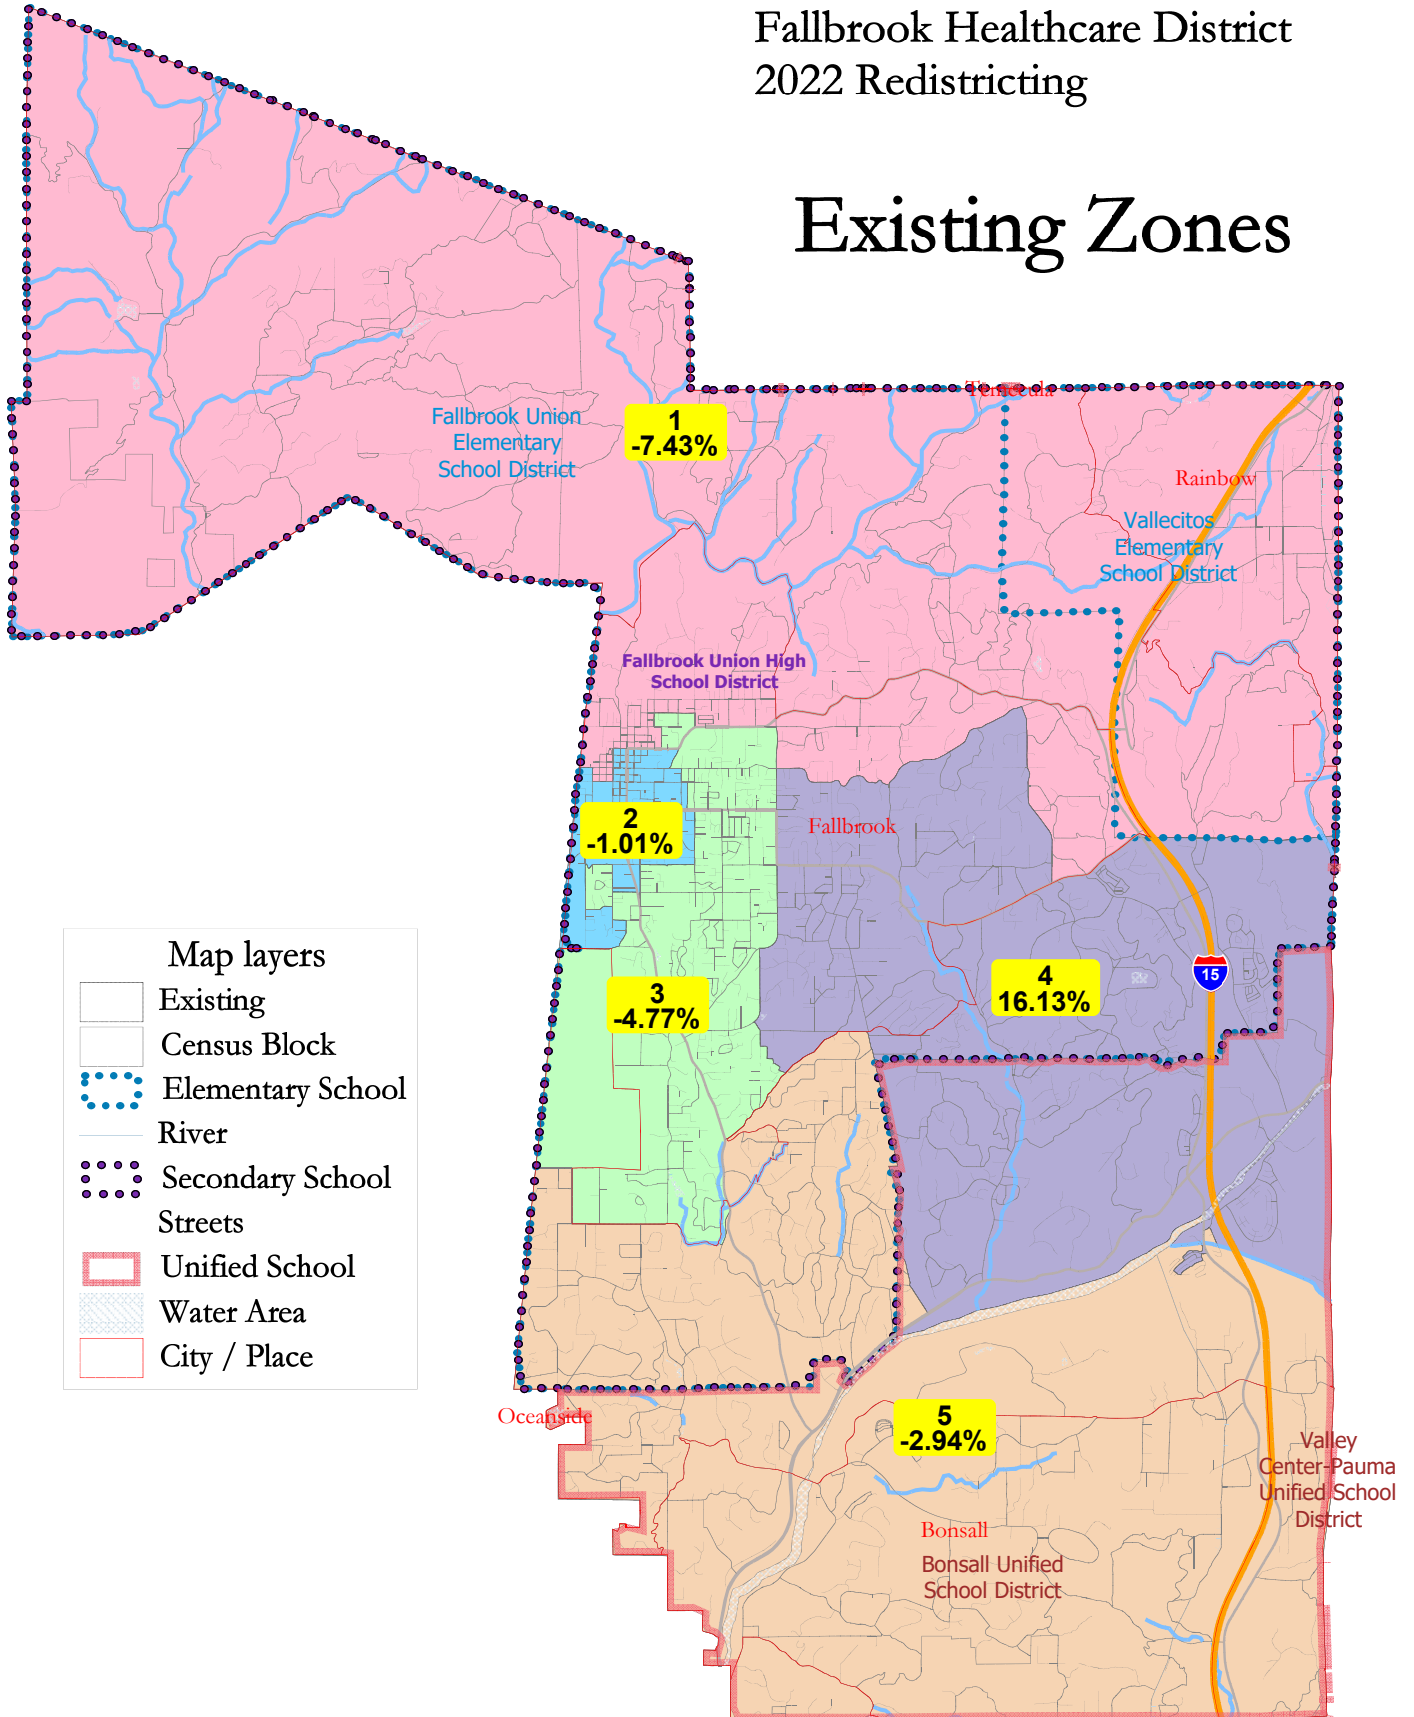 Fallbrook Healthcare District
2022 Redistricting
Existing Zones
Temecula
Fallbrook Union
Elementary
School District
1
-7.43%
Rainbow
Vallecitos
Elementary
School District
Fallbrook Union High
School District
2
-1.01%
Fallbrook
3
-4.77%
4
16.13%
15
Map layers
Existing
Census Block
Elementary School
River
Secondary School
Streets
Unified School
Water Area
City / Place
Oceanside
5
-2.94%
Valley
Center-Pauma
Unified School
District
Bonsall
Bonsall Unified
School District